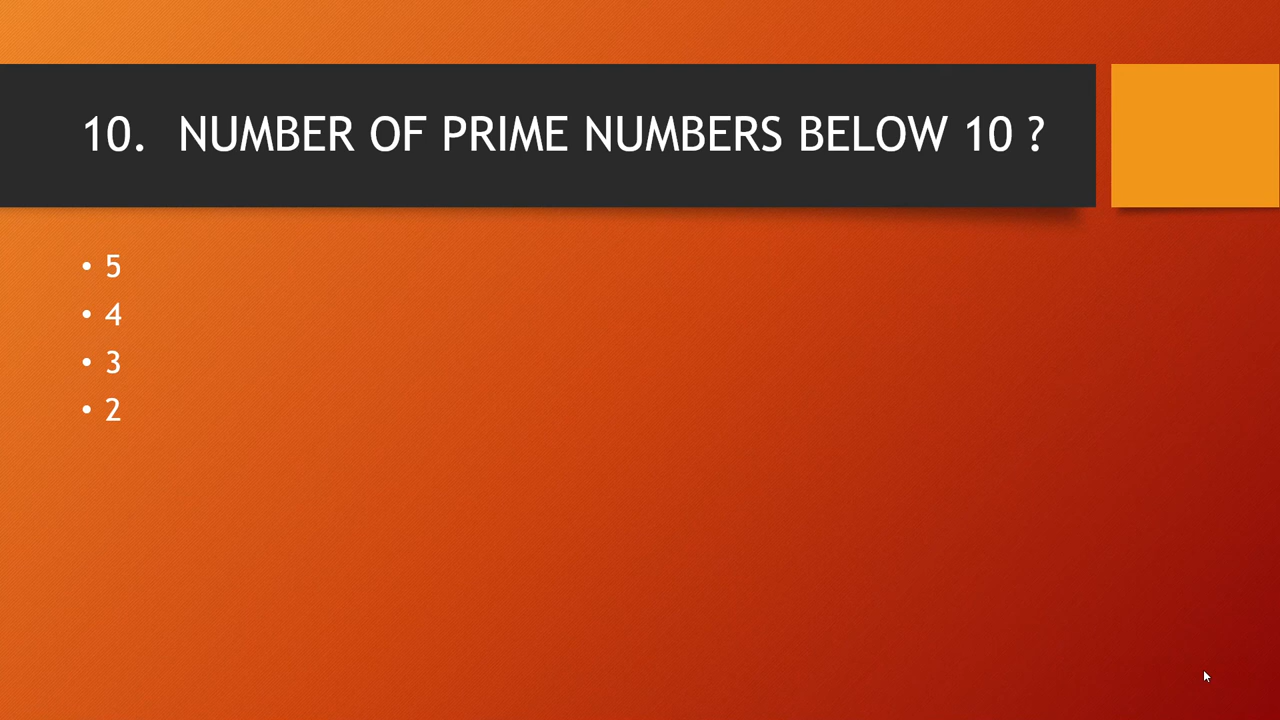 10. NUMBER OF PRIME NUMBERS BELOW 10 ?
• 5
• 4
• 3
• 2